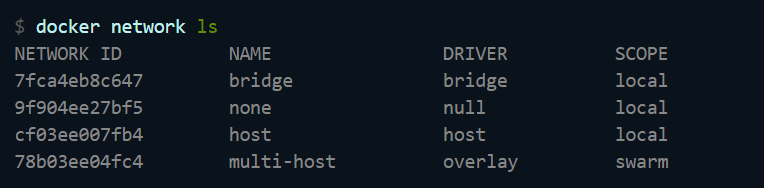 $ docker network ls
NETWORK ID NAME DRIVER SCOPE
7fca4eb8c647 bridge bridge local
9f904ee27bf5 none null local
cf03ee007fb4 host host local
78b03ee04fc4 multi-host overlay swarm